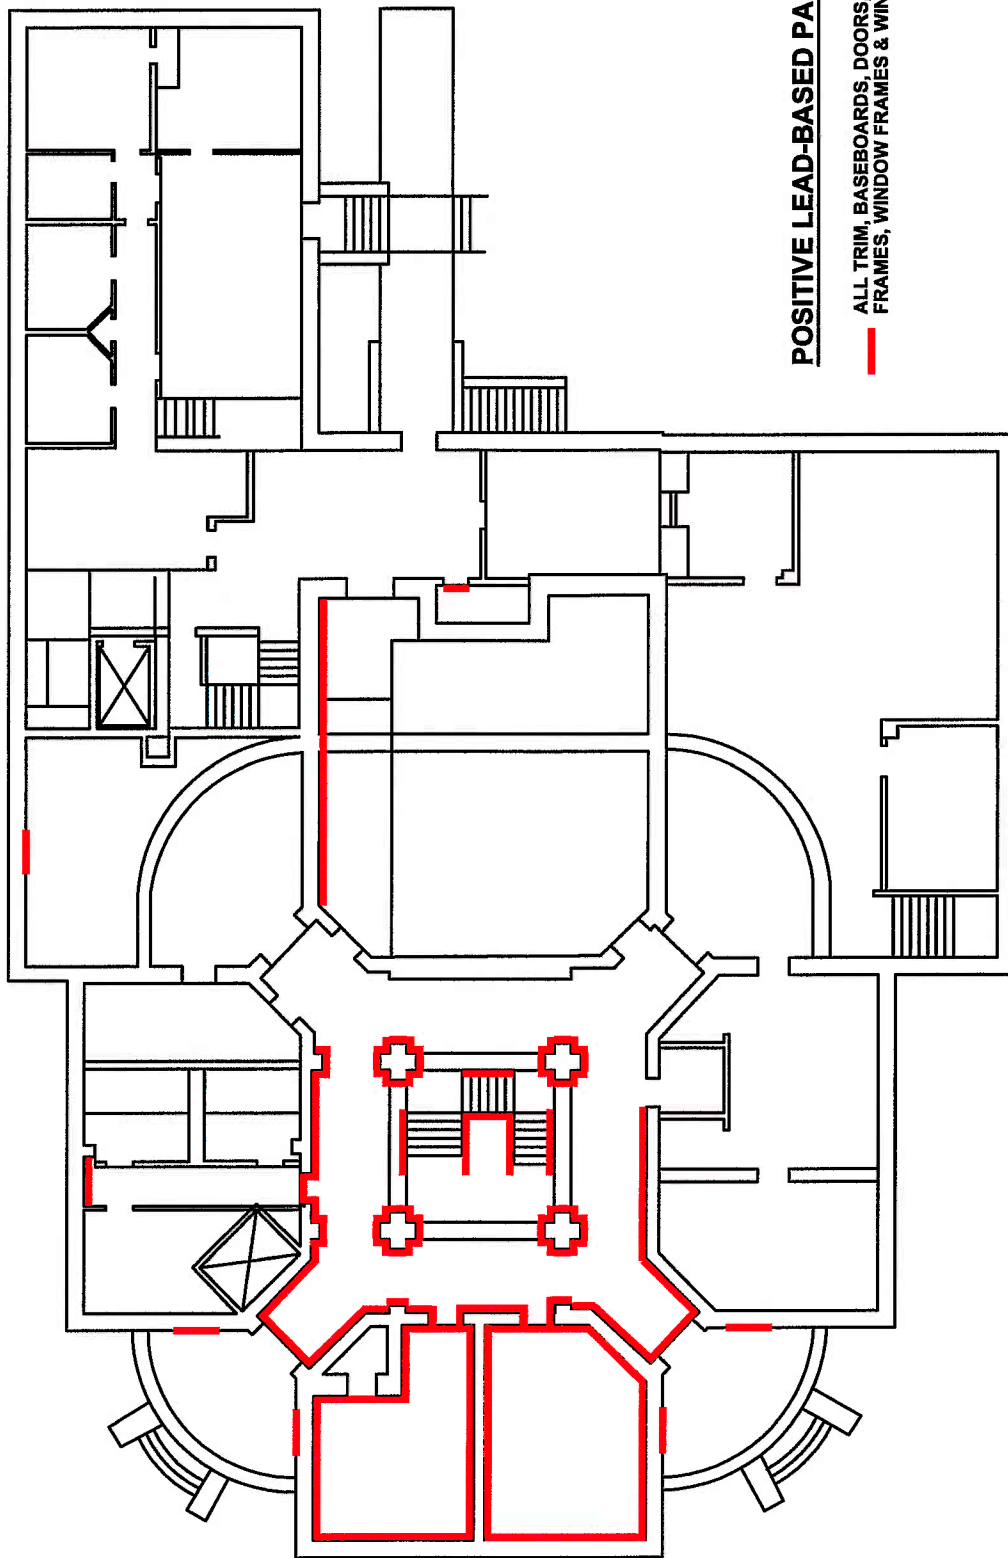 POSITIVE LEAD-BASED PA
ALL TRIM, BASEBOARDS, DOORS,
FRAMES, WINDOW FRAMES & WIN